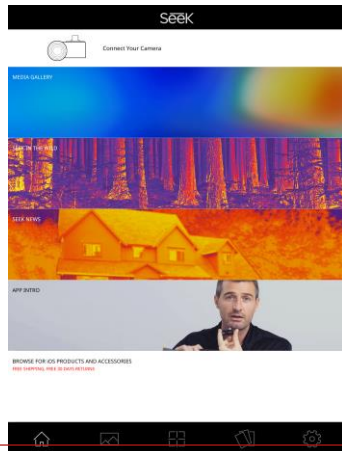 Seek
Connect Your Camera
MEDIA GALLERY
SEEK IN THE WILD
SEEK NEWS
APP INTRO
BROWSE FOR iOS PRODUCTS AND ACCESSORIES
FREE SHIPPING, FREE 30 DAYS RETURNS